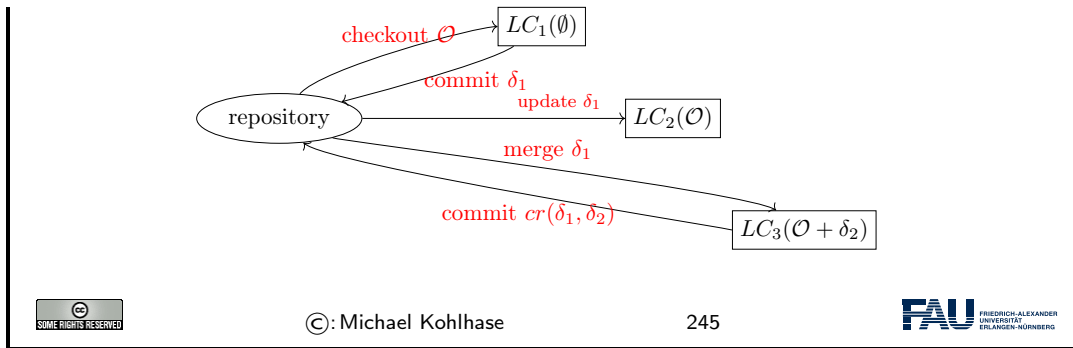 checkout 𝒪
LC₁(∅)
commit δ₁
repository
update δ₁
LC₂(𝒪)
merge δ₁
commit cr(δ₁, δ₂)
LC₃(𝒪 + δ₂)
cc
SOME RIGHTS RESERVED
©: Michael Kohlhase
245
FAU
FRIEDRICH-ALEXANDER
UNIVERSITÄT
ERLANGEN-NÜRNBERG